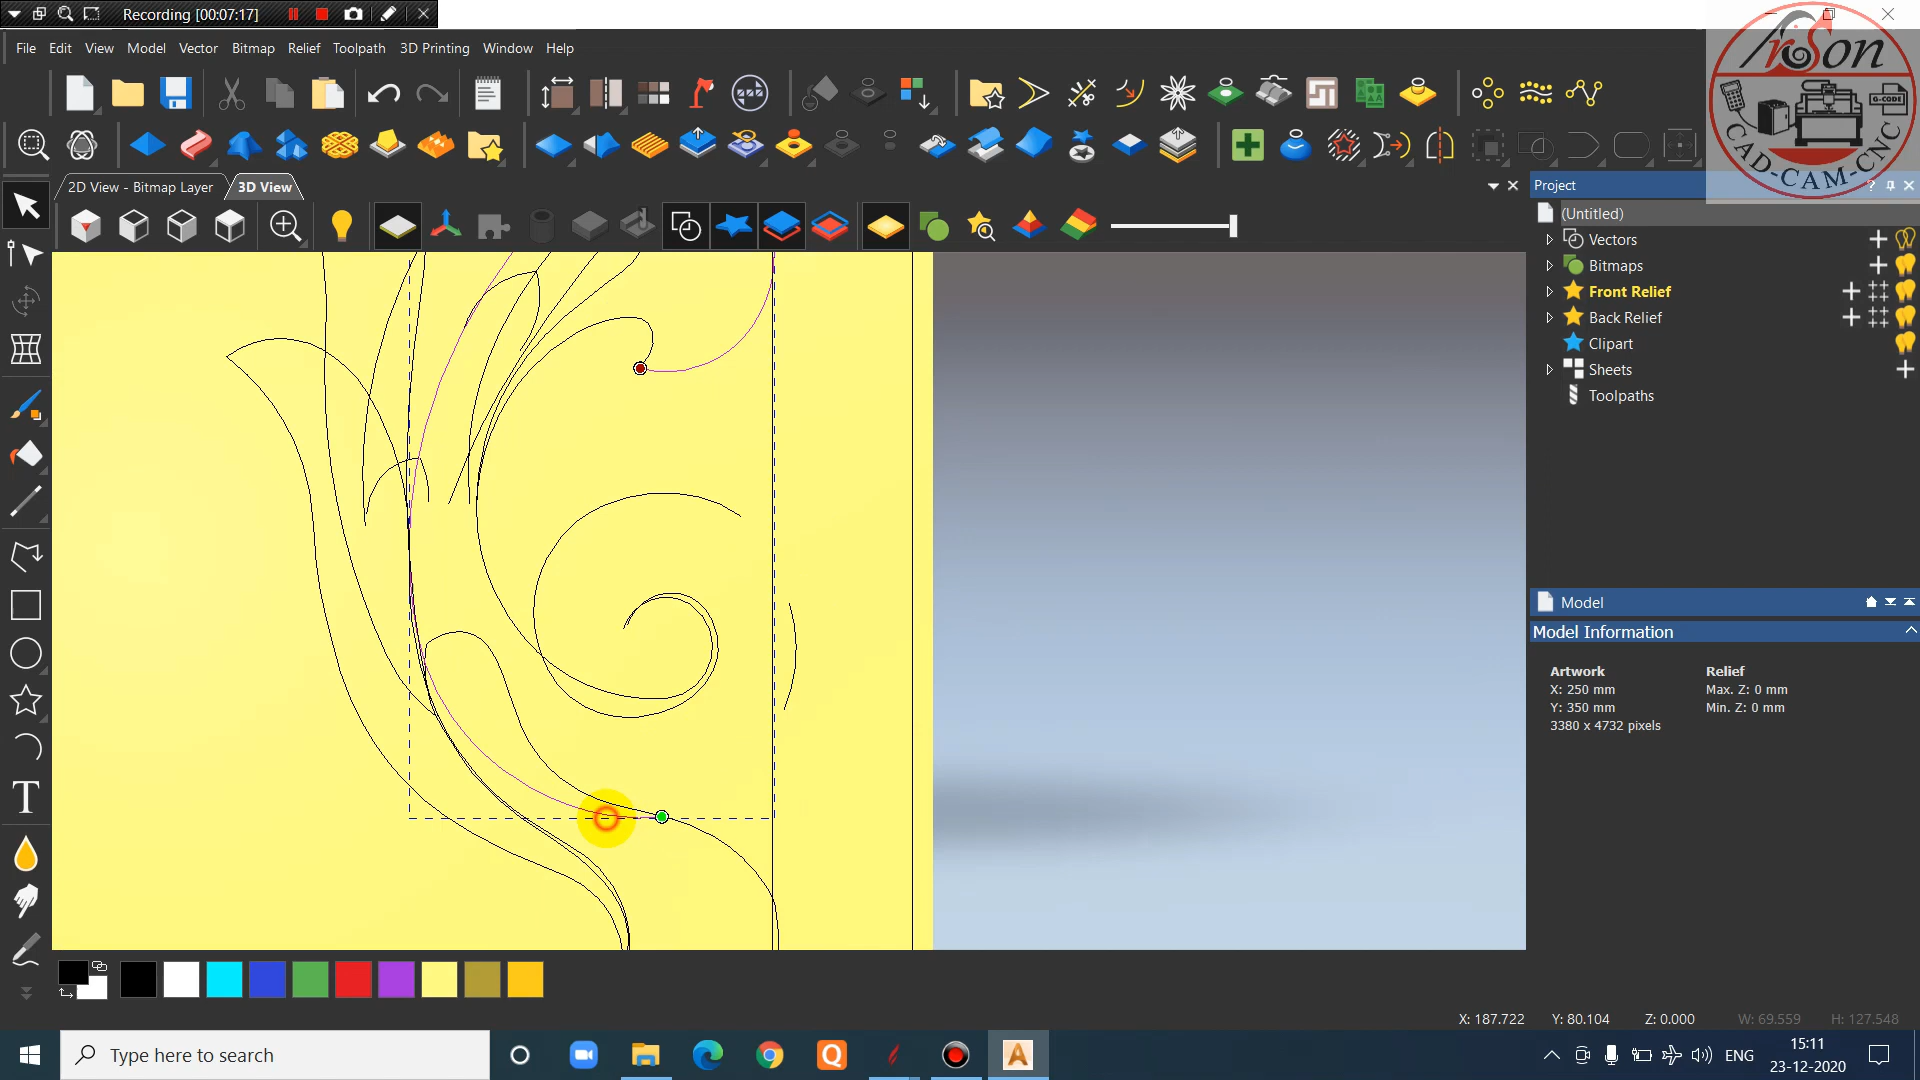 Recording [00:07:17]
File Edit View Model Vector Bitmap Relief Toolpath 3D Printing Window Help
ArSon
G-CODE
CAD-CAM-CNC
2D View - Bitmap Layer
3D View
Project
(Untitled)
Vectors
Bitmaps
Front Relief
Back Relief
Clipart
Sheets
Toolpaths
Model
Model Information
Artwork Relief
X: 250 mm Max. Z: 0 mm
Y: 350 mm Min. Z: 0 mm
3380 x 4732 pixels
X: 187.722 Y: 80.104 Z: 0.000 W: 69.559 H: 127.548
Type here to search
ENG
15:11
23-12-2020